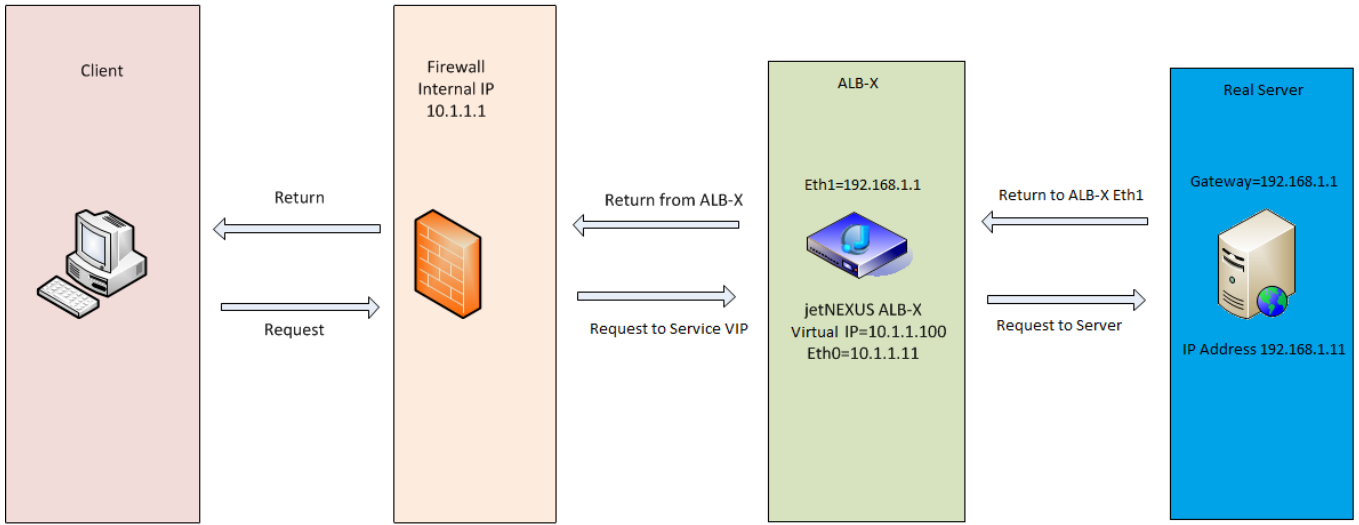 Client
Firewall
Internal IP
10.1.1.1
ALB-X
Real Server
Return
Request
Return from ALB-X
Request to Service VIP
Eth1=192.168.1.1
jetNEXUS ALB-X
Virtual IP=10.1.1.100
Eth0=10.1.1.11
Return to ALB-X Eth1
Request to Server
Gateway=192.168.1.1
IP Address 192.168.1.11